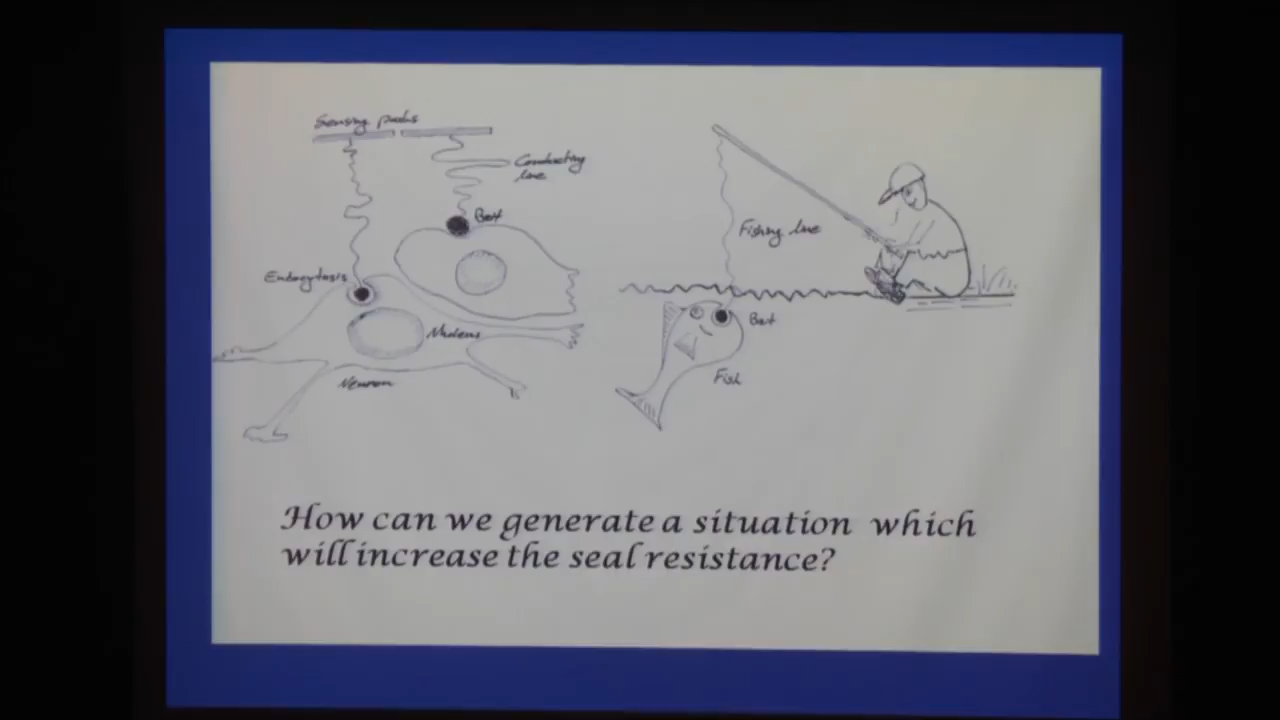 Sensing pads
Conducting
line
Bait
Endocytosis
Nucleus
Neuron
Fishing line
Bait
Fish
How can we generate a situation which
will increase the seal resistance?